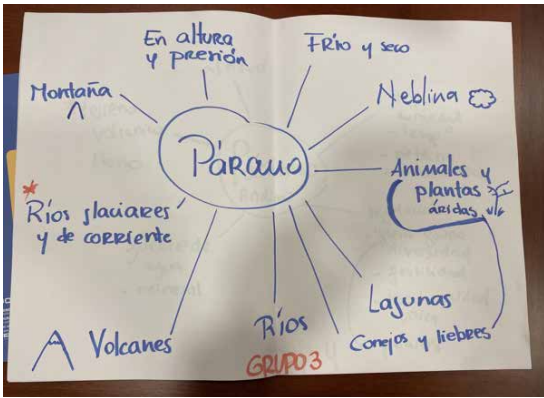 En altura
y presión
Frío y seco
Montaña
Neblina
Páramo
Animales y
plantas
áridas
Ríos glaciares
y de corriente
Lagunas
Ríos
Volcanes
Conejos y liebres
GRUPO 3